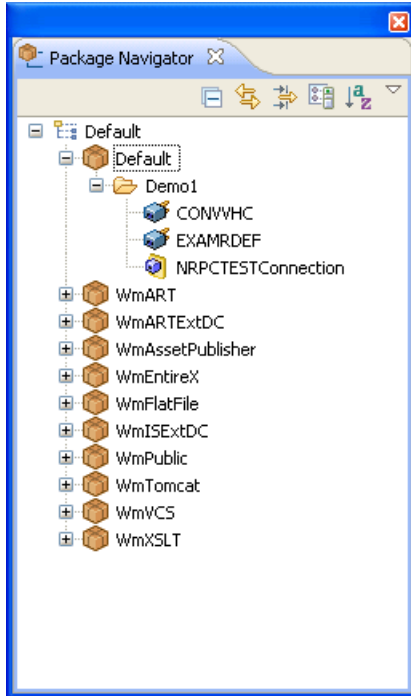 Package Navigator
a
z
Default
Default
Demo1
CONVVHC
EXAMRDEF
NRPCTESTConnection
WmART
WmARTExtDC
WmAssetPublisher
WmEntireX
WmFlatFile
WmISExtDC
WmPublic
WmTomcat
WmVCS
WmXSLT